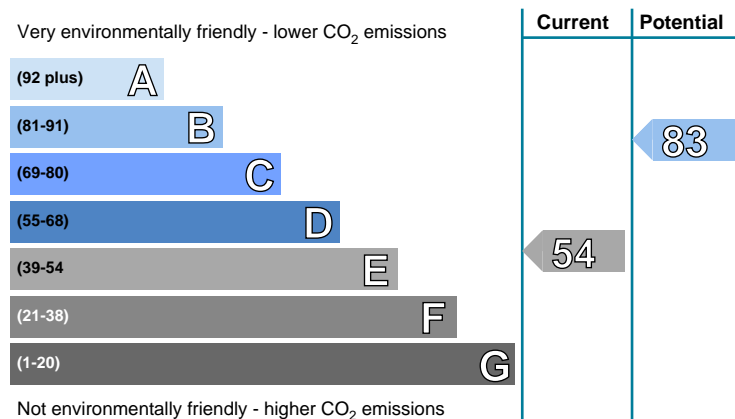 Very environmentally friendly - lower CO₂ emissions
Current
Potential
(92 plus) A
(81-91) B
83
(69-80) C
(55-68) D
(39-54 E
54
(21-38) F
(1-20) G
Not environmentally friendly - higher CO₂ emissions